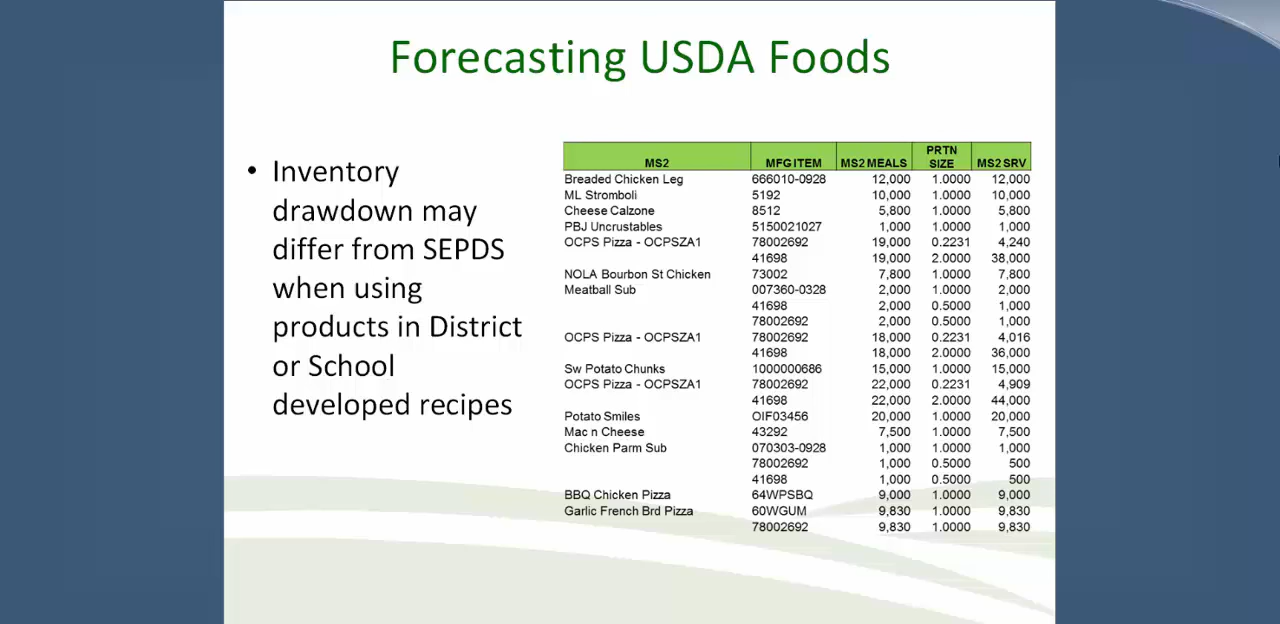 Forecasting USDA Foods
• Inventory
drawdown may
differ from SEPDS
when using
products in District
or School
developed recipes
MS2 MFG ITEM MS2 MEALS PRTN SIZE MS2 SRV
Breaded Chicken Leg 666010-0928 12,000 1.0000 12,000
ML Stromboli 5192 10,000 1.0000 10,000
Cheese Calzone 8512 5,800 1.0000 5,800
PBJ Uncrustables 5150021027 1,000 1.0000 1,000
OCPS Pizza - OCPSZA1 78002692 19,000 0.2231 4,240
41698 19,000 2.0000 38,000
NOLA Bourbon St Chicken 73002 7,800 1.0000 7,800
Meatball Sub 007360-0328 2,000 1.0000 2,000
41698 2,000 0.5000 1,000
78002692 2,000 0.5000 1,000
OCPS Pizza - OCPSZA1 78002692 18,000 0.2231 4,016
41698 18,000 2.0000 36,000
Sw Potato Chunks 1000000686 15,000 1.0000 15,000
OCPS Pizza - OCPSZA1 78002692 22,000 0.2231 4,909
41698 22,000 2.0000 44,000
Potato Smiles OIF03456 20,000 1.0000 20,000
Mac n Cheese 43292 7,500 1.0000 7,500
Chicken Parm Sub 070303-0928 1,000 1.0000 1,000
78002692 1,000 0.5000 500
41698 1,000 0.5000 500
BBQ Chicken Pizza 64WPSBQ 9,000 1.0000 9,000
Garlic French Brd Pizza 60WGUM 9,830 1.0000 9,830
78002692 9,830 1.0000 9,830